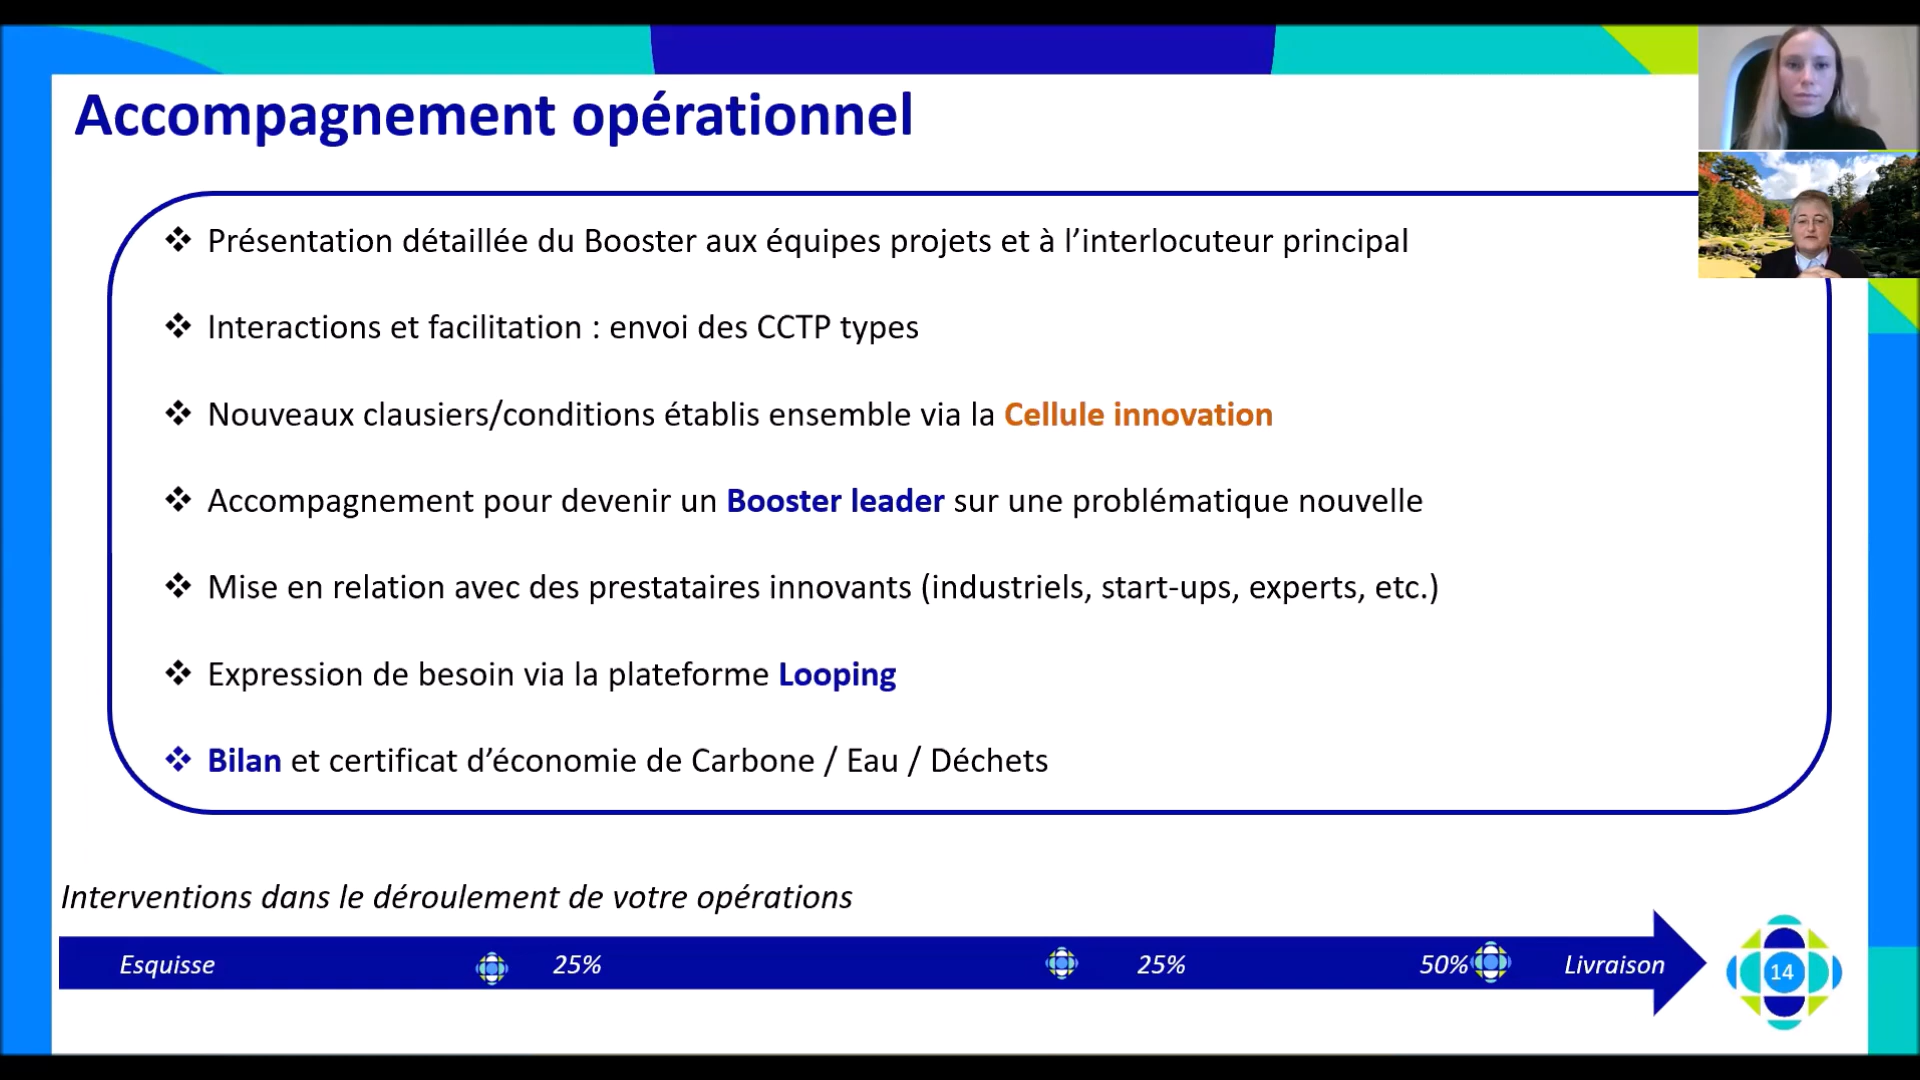 Accompagnement opérationnel
❖ Présentation détaillée du Booster aux équipes projets et à l’interlocuteur principal
❖ Interactions et facilitation : envoi des CCTP types
❖ Nouveaux clausiers/conditions établis ensemble via la Cellule innovation
❖ Accompagnement pour devenir un Booster leader sur une problématique nouvelle
❖ Mise en relation avec des prestataires innovants (industriels, start-ups, experts, etc.)
❖ Expression de besoin via la plateforme Looping
❖ Bilan et certificat d’économie de Carbone / Eau / Déchets
Interventions dans le déroulement de votre opérations
Esquisse 25% 25% 50% Livraison
14